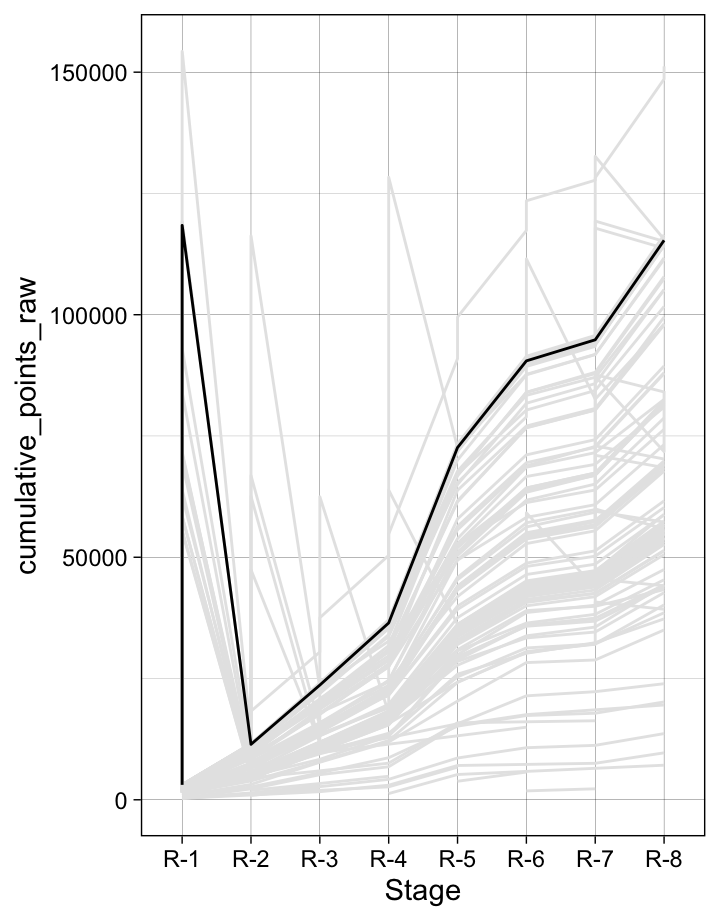 150000
100000
50000
0
cumulative_points_raw
R-1 R-2 R-3 R-4 R-5 R-6 R-7 R-8
Stage